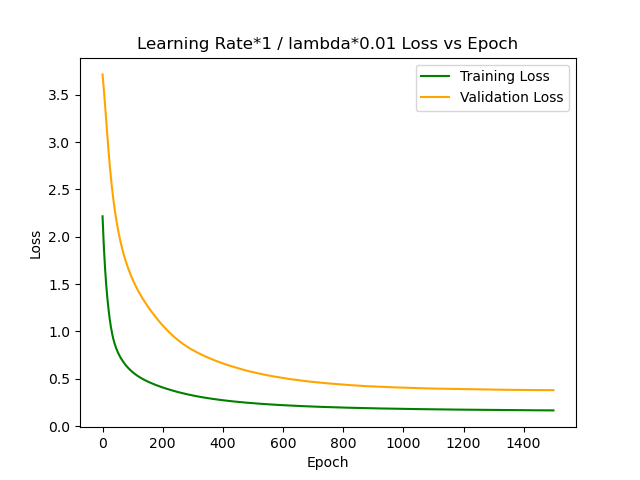 Learning Rate*1 / lambda*0.01 Loss vs Epoch
Training Loss
Validation Loss
3.5
3.0
2.5
2.0
1.5
1.0
0.5
0.0
Loss
0 200 400 600 800 1000 1200 1400
Epoch